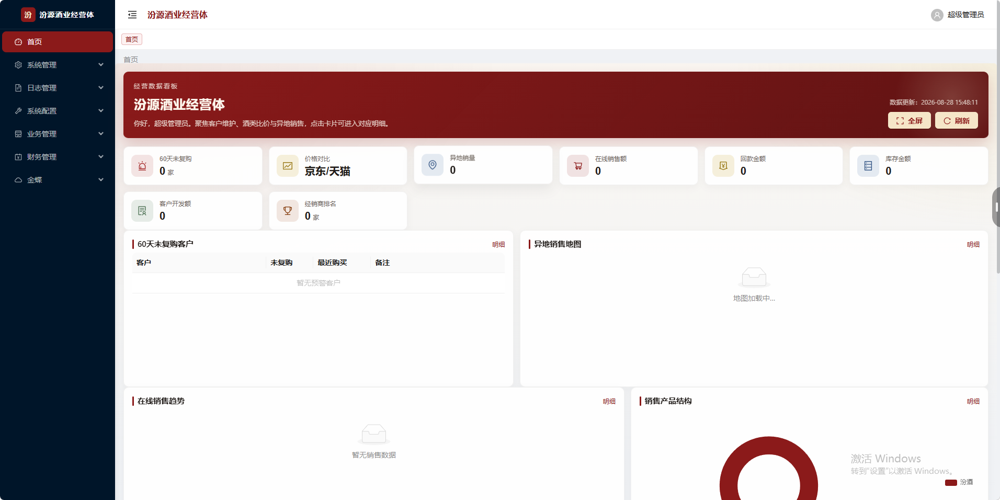 汾 汾源酒业经营体
汾源酒业经营体
超级管理员
首页
系统管理
日志管理
系统配置
业务管理
财务管理
金蝶
首页
首页
经营数据看板
汾源酒业经营体
你好，超级管理员。聚焦客户维护、酒类比价与异地销售，点击卡片可进入对应明细。
数据更新：2026-08-28 15:48:11
全屏
刷新
60天未复购
0 家
价格对比
京东/天猫
异地销量
0
在线销售额
0
回款金额
0
库存金额
0
客户开发额
0
经销商排名
0 家
60天未复购客户
明细
客户 未复购 最近购买 备注
暂无预警客户
异地销售地图
明细
地图加载中...
在线销售趋势
明细
暂无销售数据
销售产品结构
明细
汾酒
激活 Windows
转到"设置"以激活 Windows。